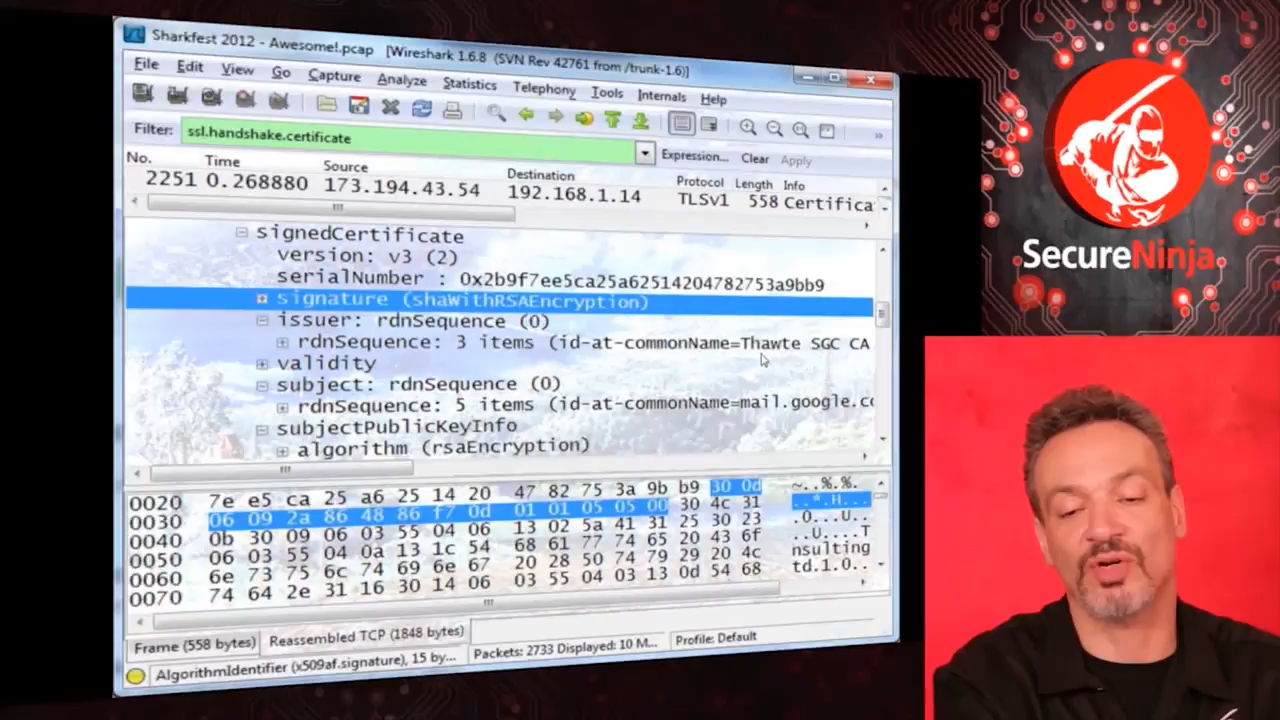 Sharkfest 2012 - Awesome!.pcap [Wireshark 1.6.8 (SVN Rev 42761 from /trunk-1.6)]
File Edit View Go Capture Analyze Statistics Telephony Tools Internals Help
Filter: ssl.handshake.certificate Expression... Clear Apply
No. Time Source Destination Protocol Length Info
2251 0.268880 173.194.43.54 192.168.1.14 TLSv1 558 Certifica
signedCertificate
version: v3 (2)
serialNumber : 0x2b9f7ee5ca25a62514204782753a9bb9
signature (shaWithRSAEncryption)
issuer: rdnSequence (0)
rdnSequence: 3 items (id-at-commonName=Thawte SGC CA
validity
subject: rdnSequence (0)
rdnSequence: 5 items (id-at-commonName=mail.google.co
subjectPublicKeyInfo
algorithm (rsaEncryption)
0020 7e e5 ca 25 a6 25 14 20 47 82 75 3a 9b b9 30 0d ~..%.%.
0030 06 09 2a 86 48 86 f7 0d 01 01 05 05 00 30 4c 31 ..*.H...
0040 0b 30 09 06 03 55 04 06 13 02 5a 41 31 25 30 23 .0...U..
0050 06 03 55 04 0a 13 1c 54 68 61 77 74 65 20 43 6f ..U....T
0060 6e 73 75 6c 74 69 6e 67 20 28 50 74 79 29 20 4c nsulting
0070 74 64 2e 31 16 30 14 06 03 55 04 03 13 0d 54 68 td.1.0..
Frame (558 bytes) Reassembled TCP (1848 bytes)
AlgorithmIdentifier (x509af.signature), 15 by... Packets: 2733 Displayed: 10 M... Profile: Default
SecureNinja